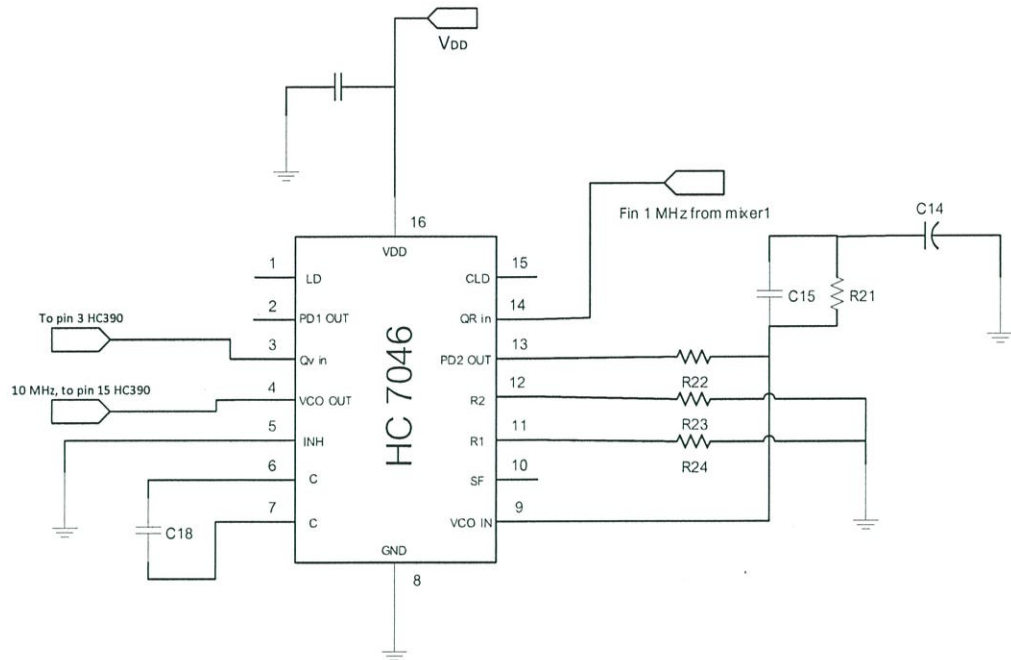 VDD
Fin 1 MHz from mixer1
C14
16
VDD
1
LD
CLD
15
C15
R21
2
PD1 OUT
QR in
14
To pin 3 HC390
3
Qv in
PD2 OUT
13
R22
10 MHz, to pin 15 HC390
4
VCO OUT
R2
12
R23
5
INH
R1
11
R24
6
C
SF
10
7
C
VCO IN
9
C18
HC 7046
GND
8